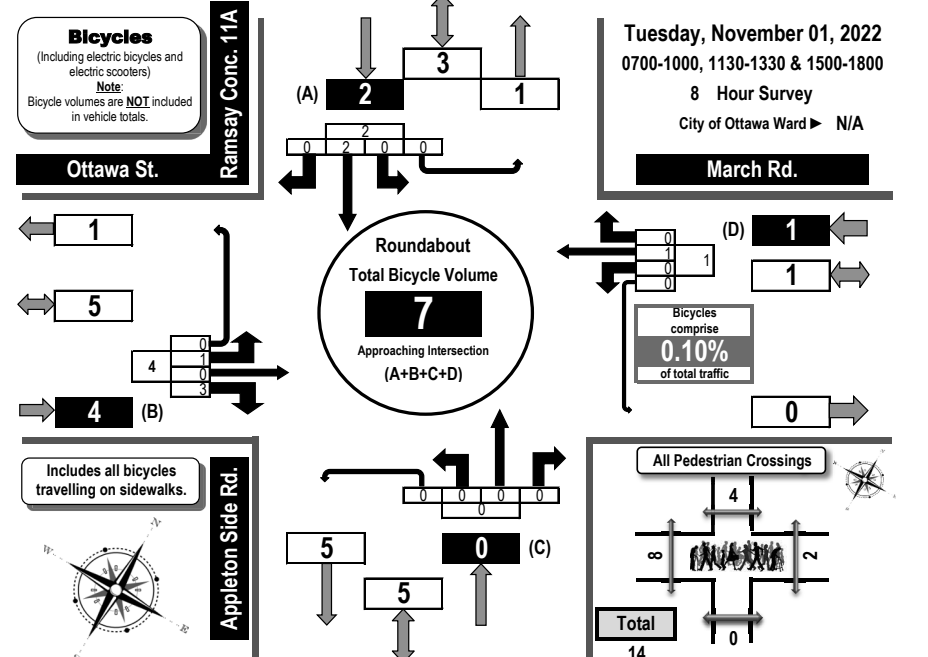 Bicycles
(Including electric bicycles and
electric scooters)
Note:
Bicycle volumes are NOT included
in vehicle totals.
Ramsay Conc. 11A
Ottawa St.
3
(A) 2
1
2
0 2 0 0
Tuesday, November 01, 2022
0700-1000, 1130-1330 & 1500-1800
8 Hour Survey
City of Ottawa Ward N/A
March Rd.
1
5
0
1
0
3
4
4 (B)
Roundabout
Total Bicycle Volume
7
Approaching Intersection
(A+B+C+D)
(D) 1
0
1
0
0
1
1
Bicycles
comprise
0.10%
of total traffic
0
Includes all bicycles
travelling on sidewalks.
Appleton Side Rd.
N
W
E
S
0 0 0 0
0
5
0 (C)
5
All Pedestrian Crossings
4
8
2
0
Total
14